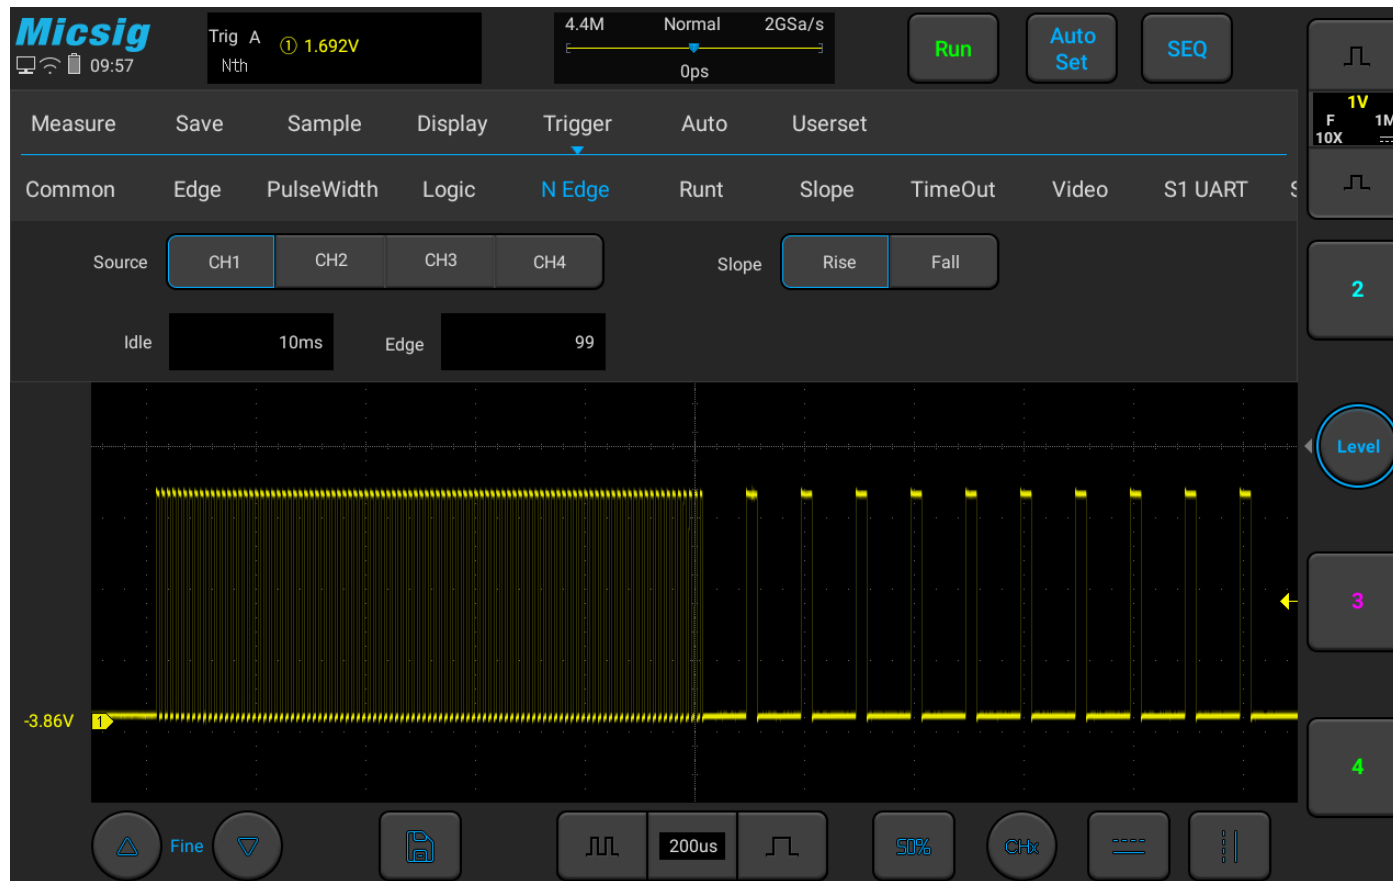 Micsig
09:57
Trig A
Nth
① 1.692V
4.4M Normal 2GSa/s
0ps
Run
Auto Set
SEQ
Measure Save Sample Display Trigger Auto Userset
Common Edge PulseWidth Logic N Edge Runt Slope TimeOut Video S1 UART S
1V
F 1M
10X
Source CH1 CH2 CH3 CH4 Slope Rise Fall
Idle 10ms Edge 99
2
Level
3
-3.86V 1
4
Fine
200us
50%
CHx